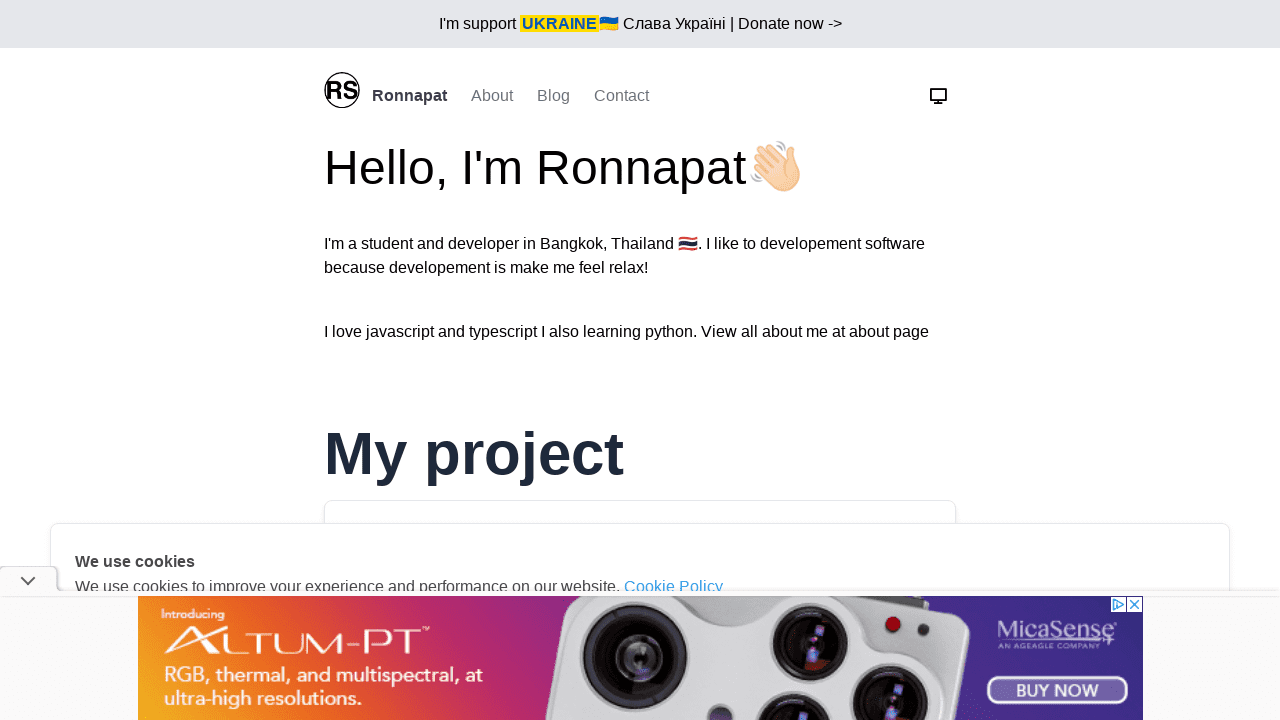 I'm support UKRAINE🇺🇦 Слава Україні | Donate now ->
RS Ronnapat About Blog Contact
Hello, I'm Ronnapat👋🏻
I'm a student and developer in Bangkok, Thailand 🇹🇭. I like to developement software
because developement is make me feel relax!
I love javascript and typescript I also learning python. View all about me at about page
My project
We use cookies
We use cookies to improve your experience and performance on our website. Cookie Policy
Introducing
ALTUM-PT™
RGB, thermal, and multispectral, at
ultra-high resolutions.
MicaSense
AN AGEAGLE COMPANY
BUY NOW